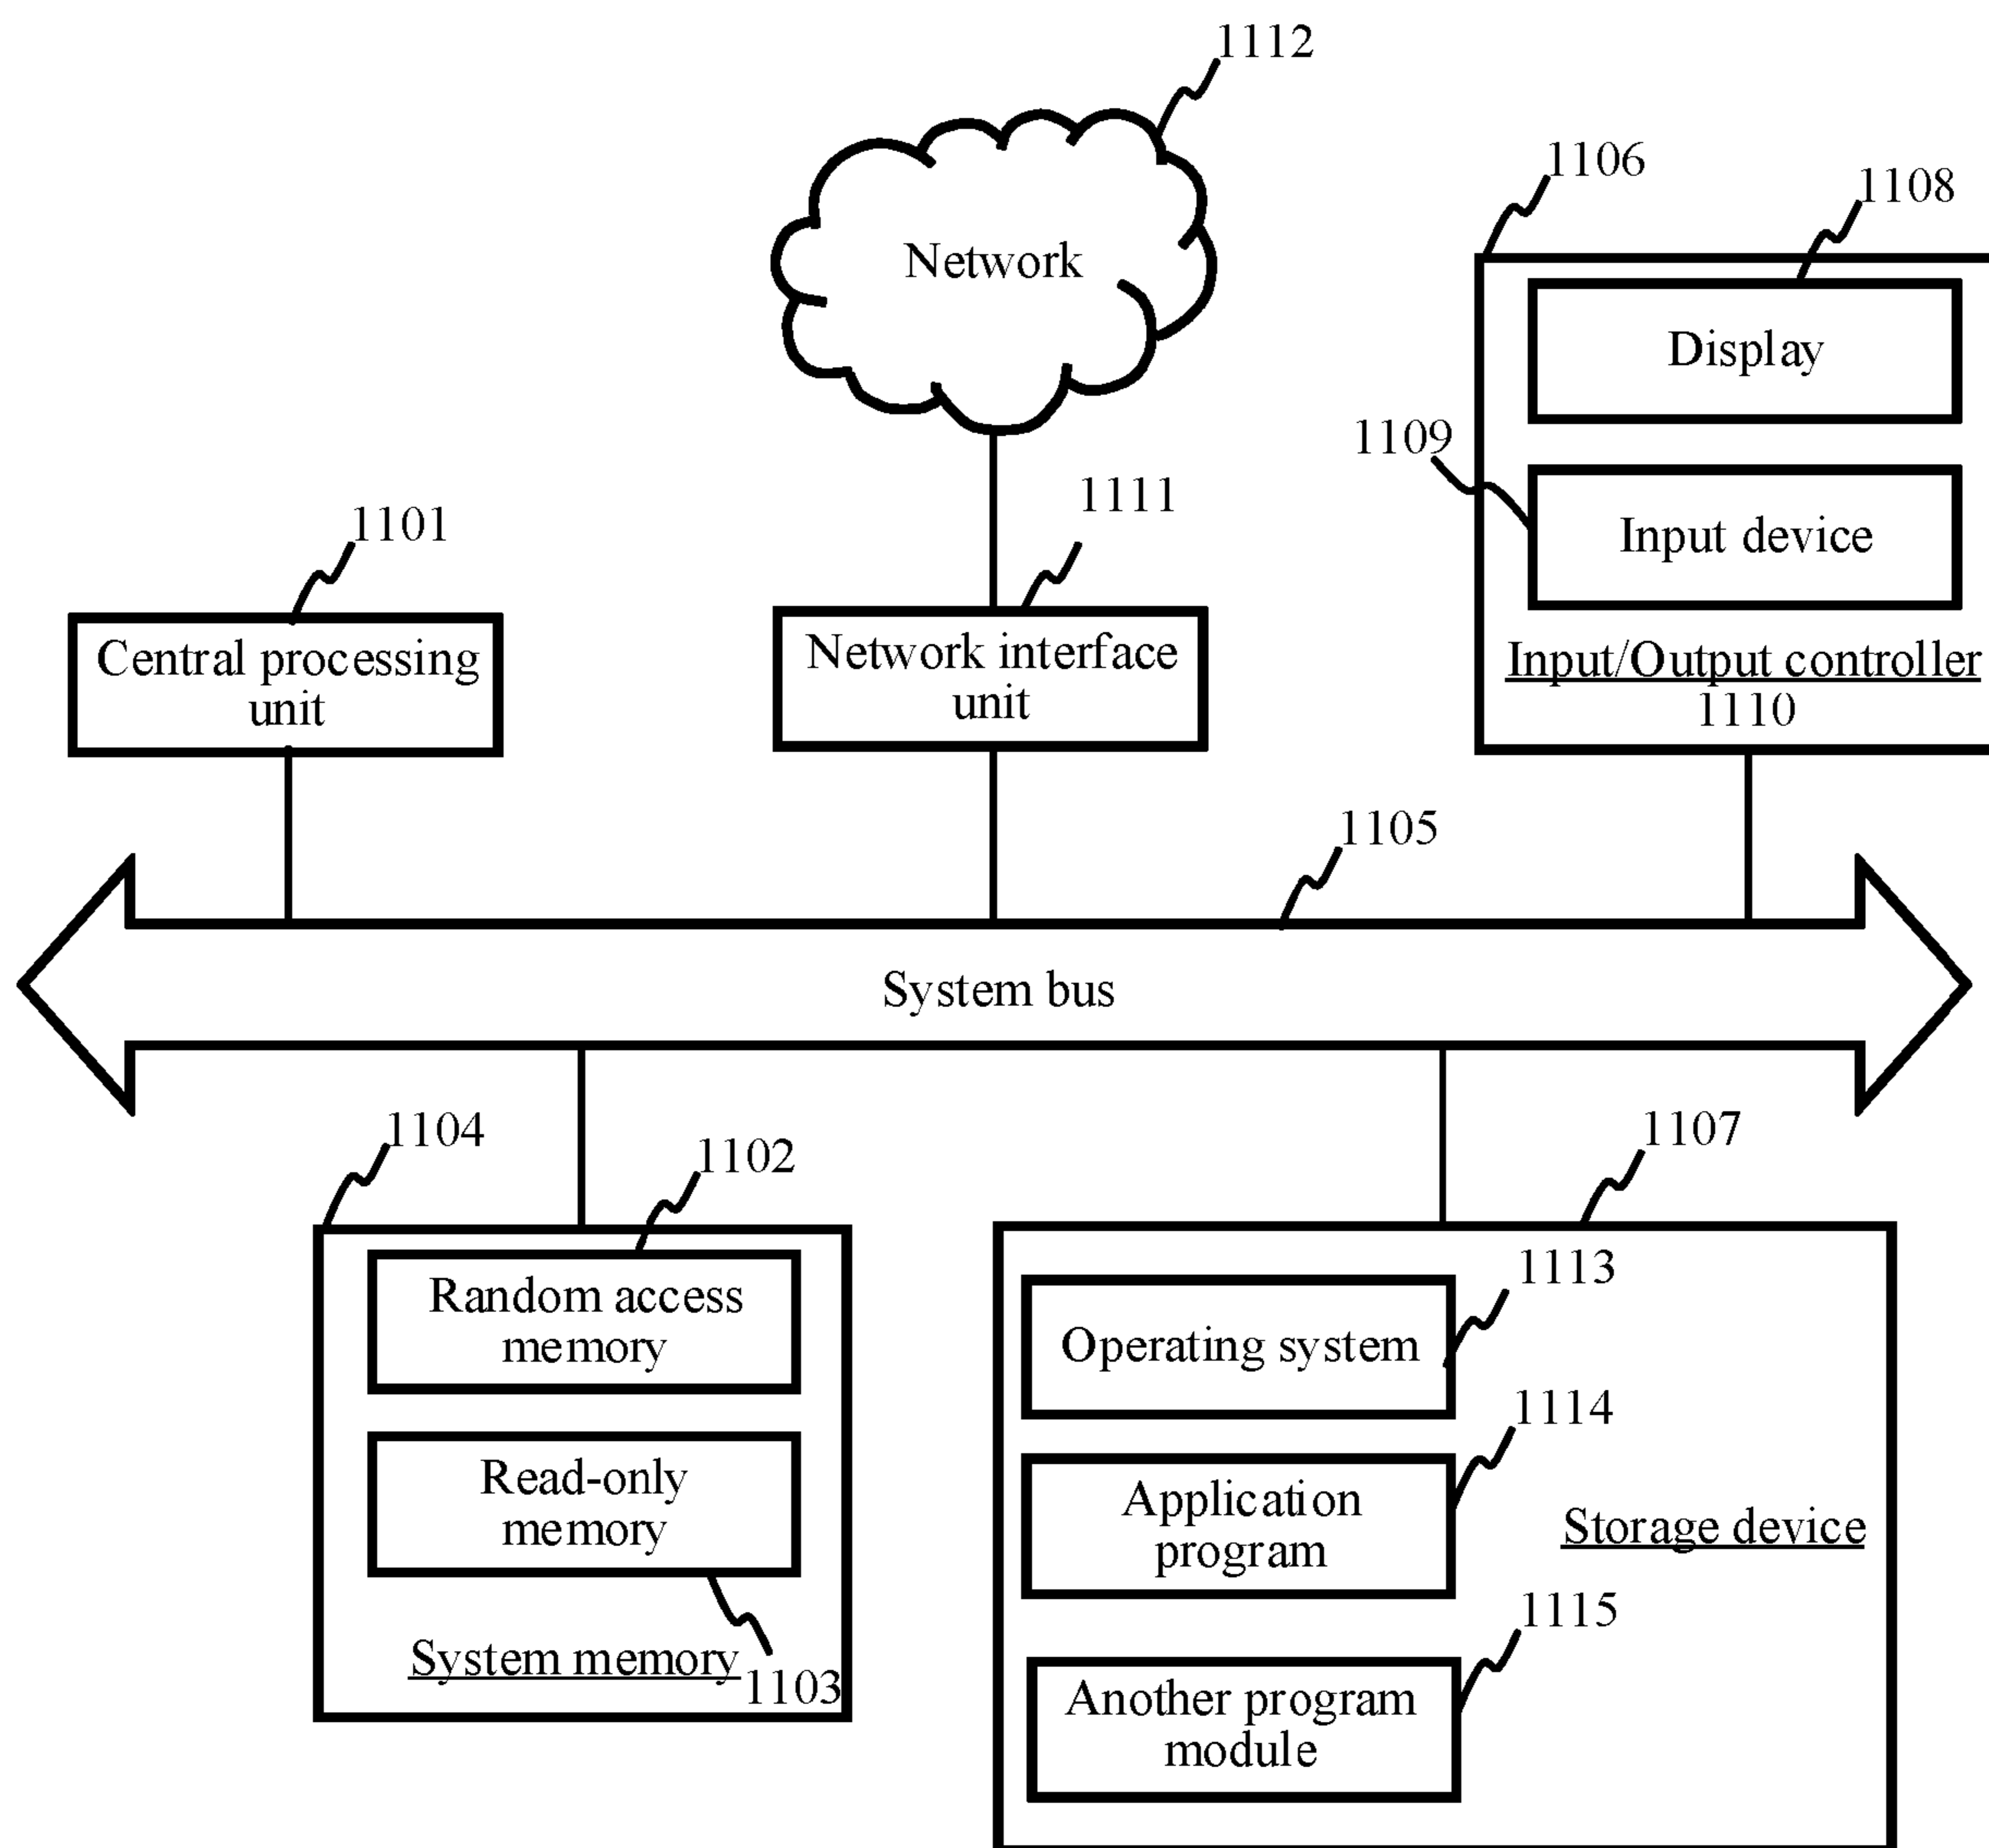 1112
Network
1106
1108
Display
1109
Input device
Input/Output controller
1110
1101
Central processing
unit
1111
Network interface
unit
1105
System bus
1104
1102
Random access
memory
Read-only
memory
System memory
1103
1107
1113
Operating system
1114
Application
program
Storage device
1115
Another program
module